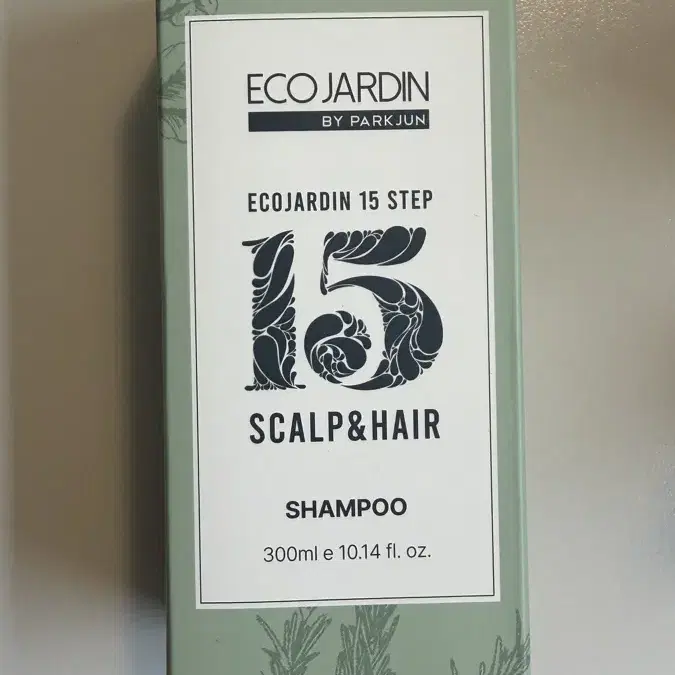 ECO JARDIN
BY PARKJUN
ECOJARDIN 15 STEP
15
SCALP&HAIR
SHAMPOO
300ml e 10.14 fl. oz.